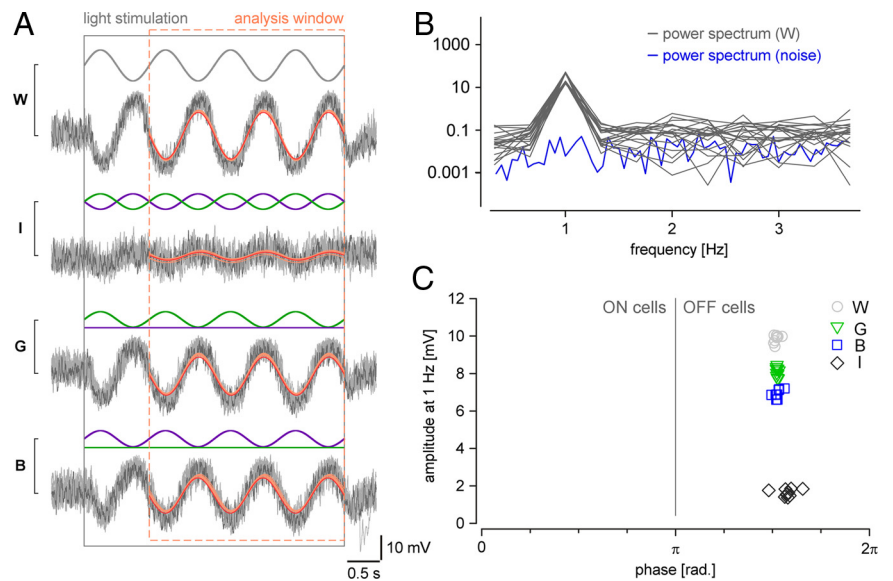 A
light stimulation
analysis window
W
I
G
B
10 mV
0.5 s
B
1000
10
0.1
0.001
power spectrum (W)
power spectrum (noise)
1
2
3
frequency [Hz]
C
amplitude at 1 Hz [mV]
12
10
8
6
4
2
0
ON cells
OFF cells
W
G
B
I
0
π
2π
phase [rad.]